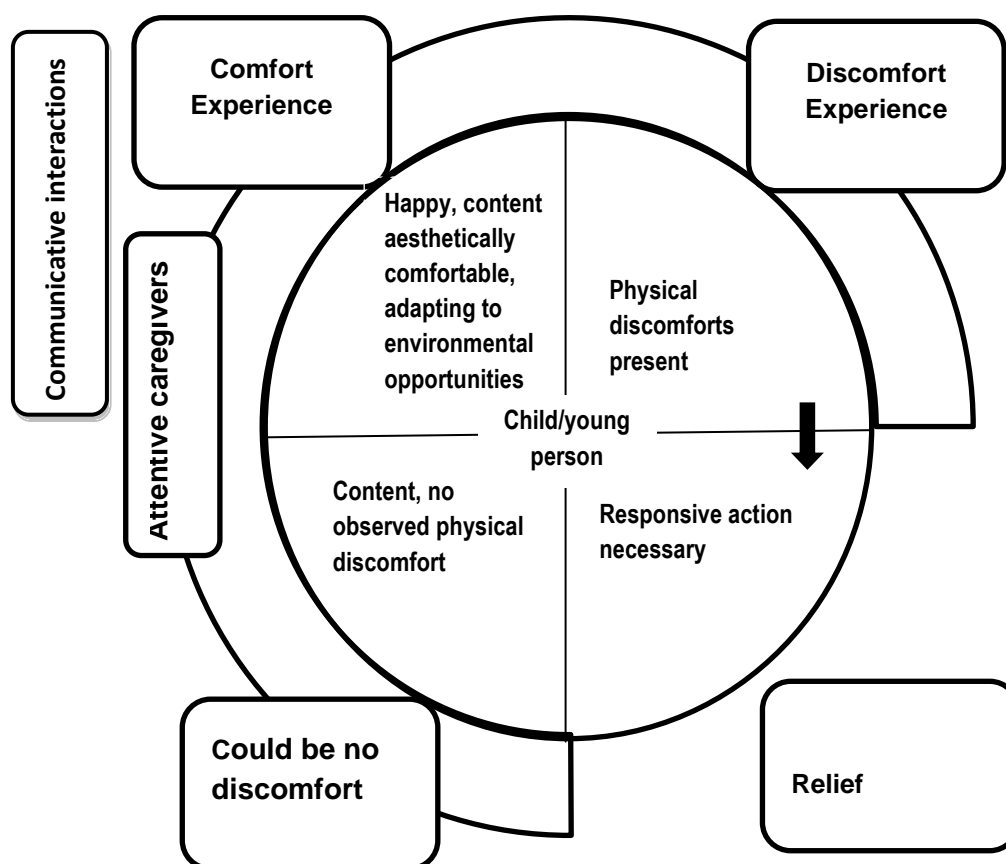 Communicative interactions
Comfort
Experience
Discomfort
Experience
Attentive caregivers
Happy, content
aesthetically
comfortable,
adapting to
environmental
opportunities
Physical
discomforts
present
Child/young
person
Content, no
observed physical
discomfort
Responsive action
necessary
Could be no
discomfort
Relief